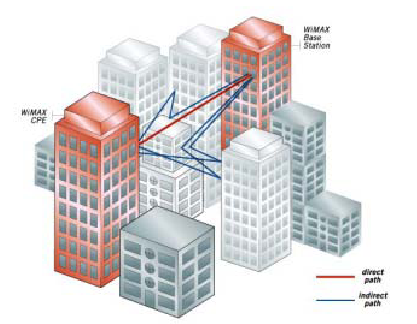 WiMAX
Base
Station
WiMAX
CPE
direct
path
indirect
path